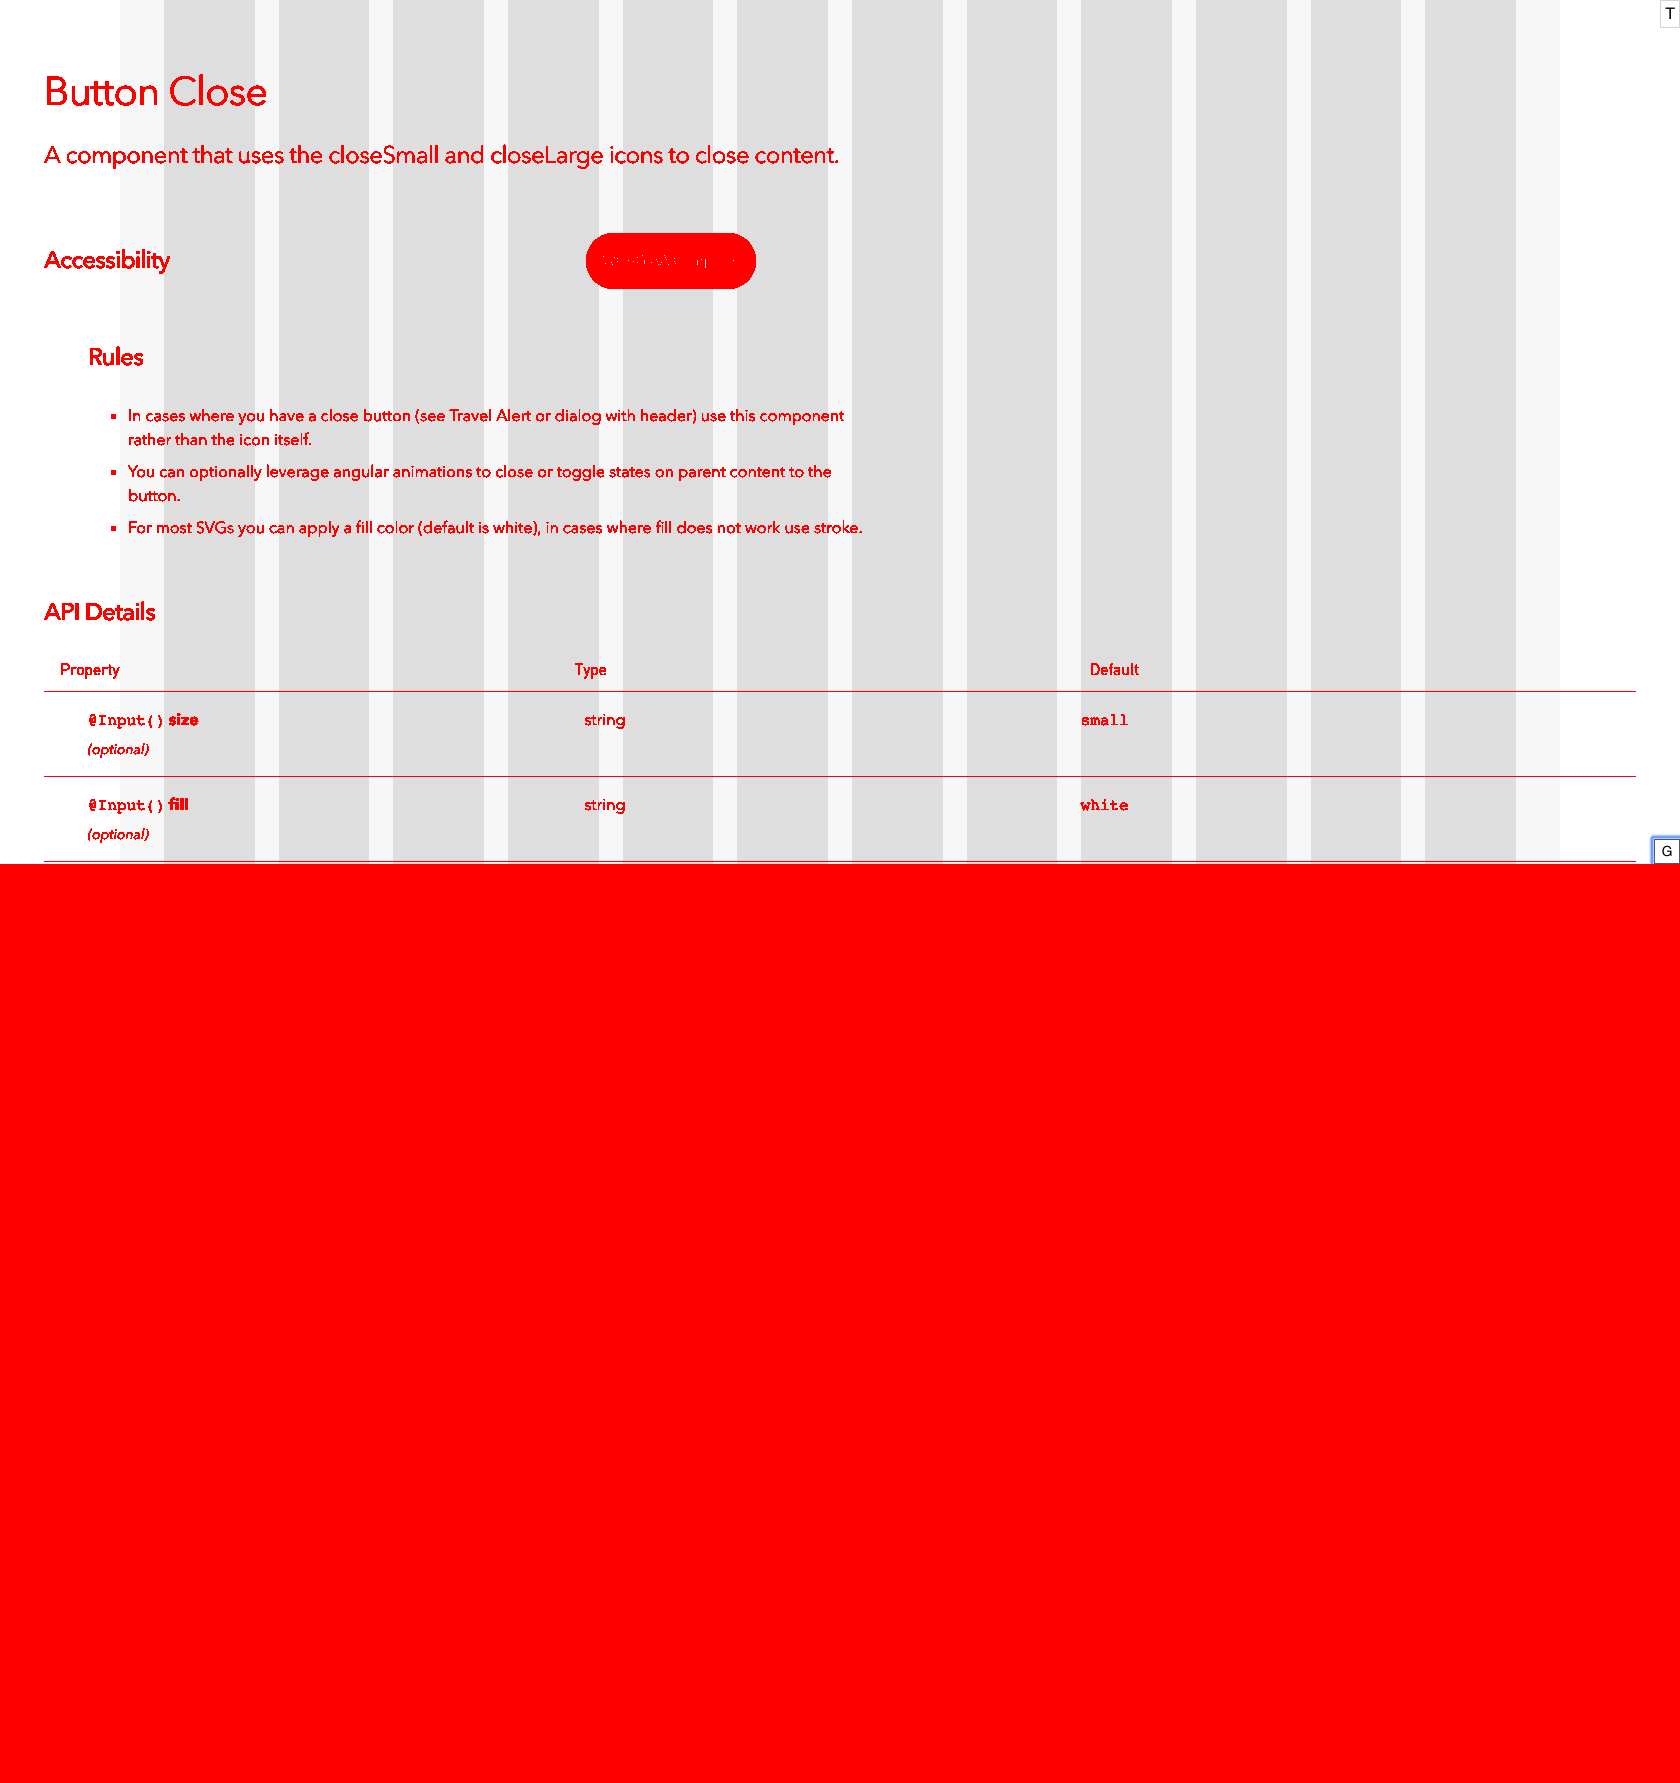 T
Button Close
A component that uses the closeSmall and closeLarge icons to close content.
Accessibility
Rules
In cases where you have a close button (see Travel Alert or dialog with header) use this component
rather than the icon itself.
You can optionally leverage angular animations to close or toggle states on parent content to the
button.
For most SVGs you can apply a fill color (default is white), in cases where fill does not work use stroke.
API Details
Property Type Default
@Input() size string small
(optional)
@Input() fill string white
(optional)
G